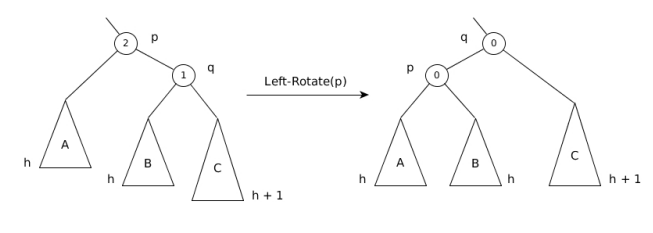 2 p q 0
1 q Left-Rotate(p) p 0
A B C A B C
h h h h h + 1
h + 1